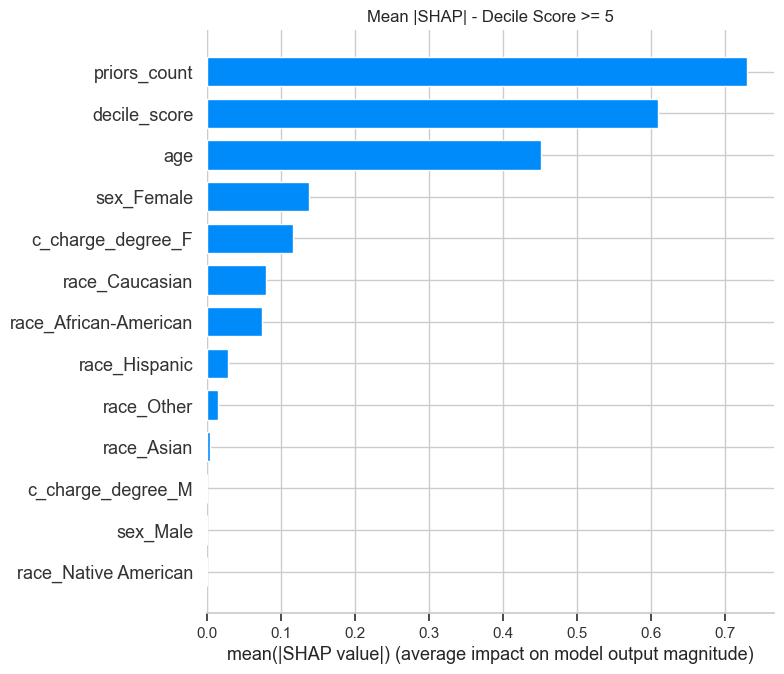 Mean |SHAP| - Decile Score >= 5
priors_count
decile_score
age
sex_Female
c_charge_degree_F
race_Caucasian
race_African-American
race_Hispanic
race_Other
race_Asian
c_charge_degree_M
sex_Male
race_Native American
0.0 0.1 0.2 0.3 0.4 0.5 0.6 0.7
mean(|SHAP value|) (average impact on model output magnitude)